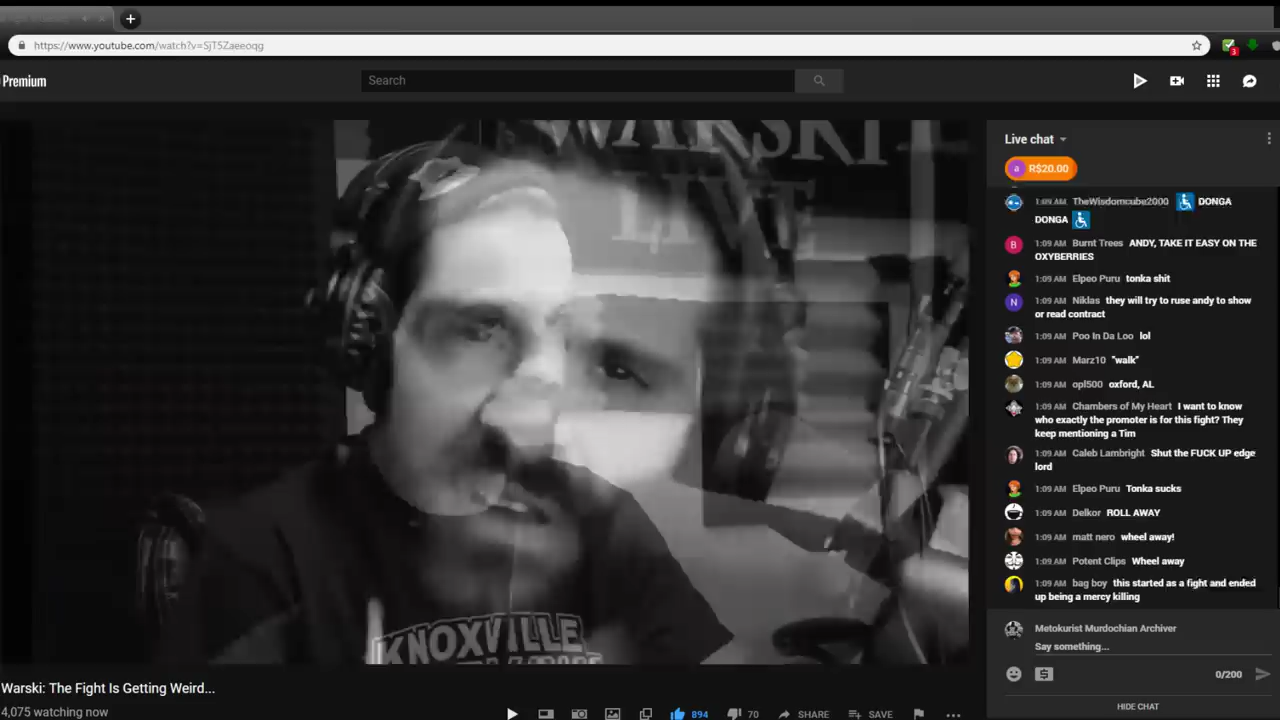 https://www.youtube.com/watch?v=SjT5Zaeeoqg
Premium
Search
WARSKI
LIVE
KNOXVILLE
Live chat
a R$20.00
1:09 AM TheWisdomcube2000 DONGA
DONGA
B 1:09 AM Burnt Trees ANDY, TAKE IT EASY ON THE
OXYBERRIES
1:09 AM Elpeo Puru tonka shit
N 1:09 AM Niklas they will try to ruse andy to show
or read contract
1:09 AM Poo In Da Loo lol
1:09 AM Marz10 "walk"
1:09 AM opl500 oxford, AL
1:09 AM Chambers of My Heart I want to know
who exactly the promoter is for this fight? They
keep mentioning a Tim
1:09 AM Caleb Lambright Shut the FUCK UP edge
lord
1:09 AM Elpeo Puru Tonka sucks
1:09 AM Delkor ROLL AWAY
1:09 AM matt nero wheel away!
1:09 AM Potent Clips Wheel away
1:09 AM bag boy this started as a fight and ended
up being a mercy killing
Metokurist Murdochian Archiver
Say something...
0/200
HIDE CHAT
Warski: The Fight Is Getting Weird...
4,075 watching now
894
70
SHARE
SAVE
3